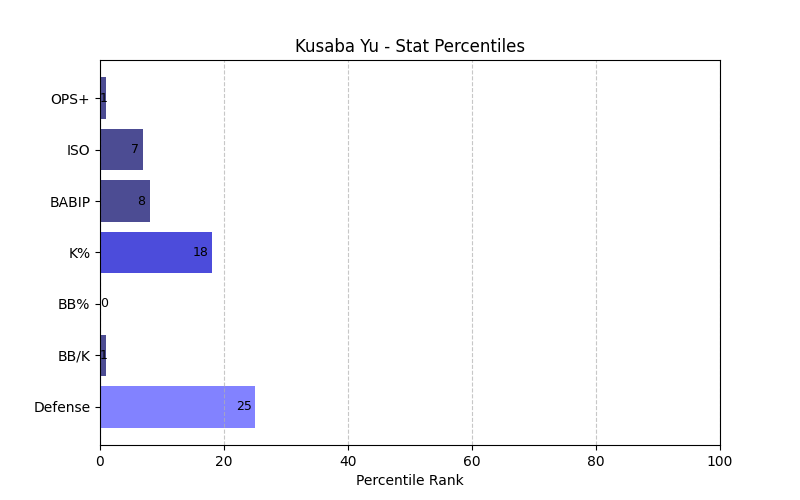 Kusaba Yu - Stat Percentiles
OPS+ 1
ISO 7
BABIP 8
K% 18
BB% 0
BB/K 1
Defense 25
0 20 40 60 80 100
Percentile Rank